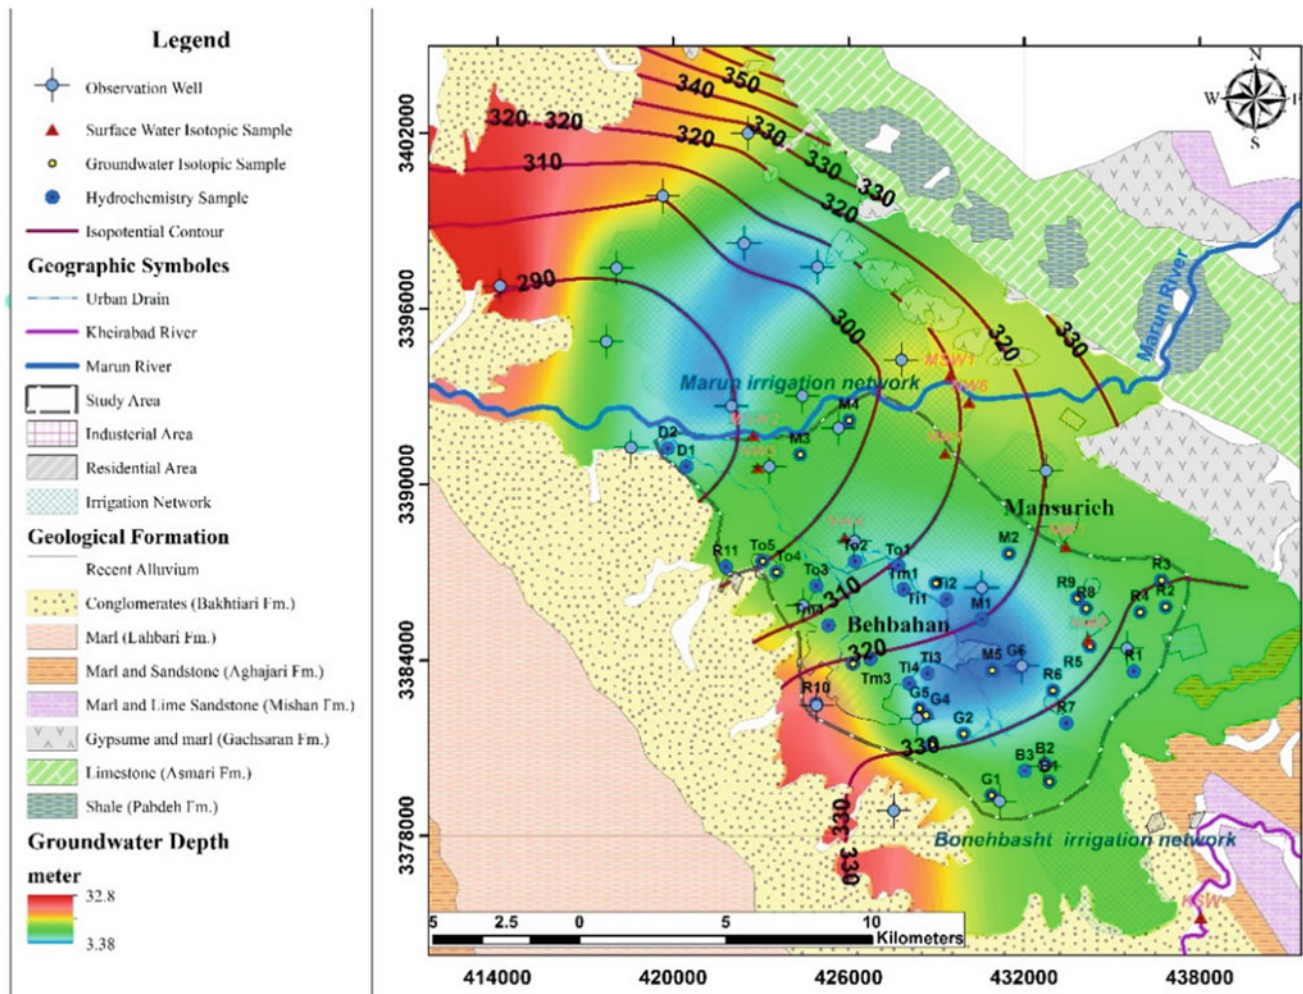 Legend
Observation Well
Surface Water Isotopic Sample
Groundwater Isotopic Sample
Hydrochemistry Sample
Isopotential Contour
Geographic Symboles
Urban Drain
Kheirabad River
Marun River
Study Area
Industerial Area
Residential Area
Irrigation Network
Geological Formation
Recent Alluvium
Conglomerates (Bakhtiari Fm.)
Marl (Lahbari Fm.)
Marl and Sandstone (Aghajari Fm.)
Marl and Lime Sandstone (Mishan Fm.)
Gypsume and marl (Gachsaran Fm.)
Limestone (Asmari Fm.)
Shale (Pabdeh Fm.)
Groundwater Depth
meter
32.8
3.38
N
W
E
S
3402000
3396000
3390000
3384000
3378000
350
340
320 320
320
330
310
330
330
320
290
300
320
330
Marun River
MSW1
NW6
Marun irrigation network
M4
D2
M3
D1
Mansurich
M2
R11
To5
To4
To2
To1
To3
Tm1
Ti2
Ti1
310
M1
R3
R9
R8
R4
R2
Behbahan
320
Tm3
Ti3
Ti4
M5
G6
R5
R1
R6
R10
G5
G4
G2
R7
330
B3
B2
B1
G1
330
330
Bonehbasht irrigation network
KSW
5 2.5 0 5 10
Kilometers
414000 420000 426000 432000 438000